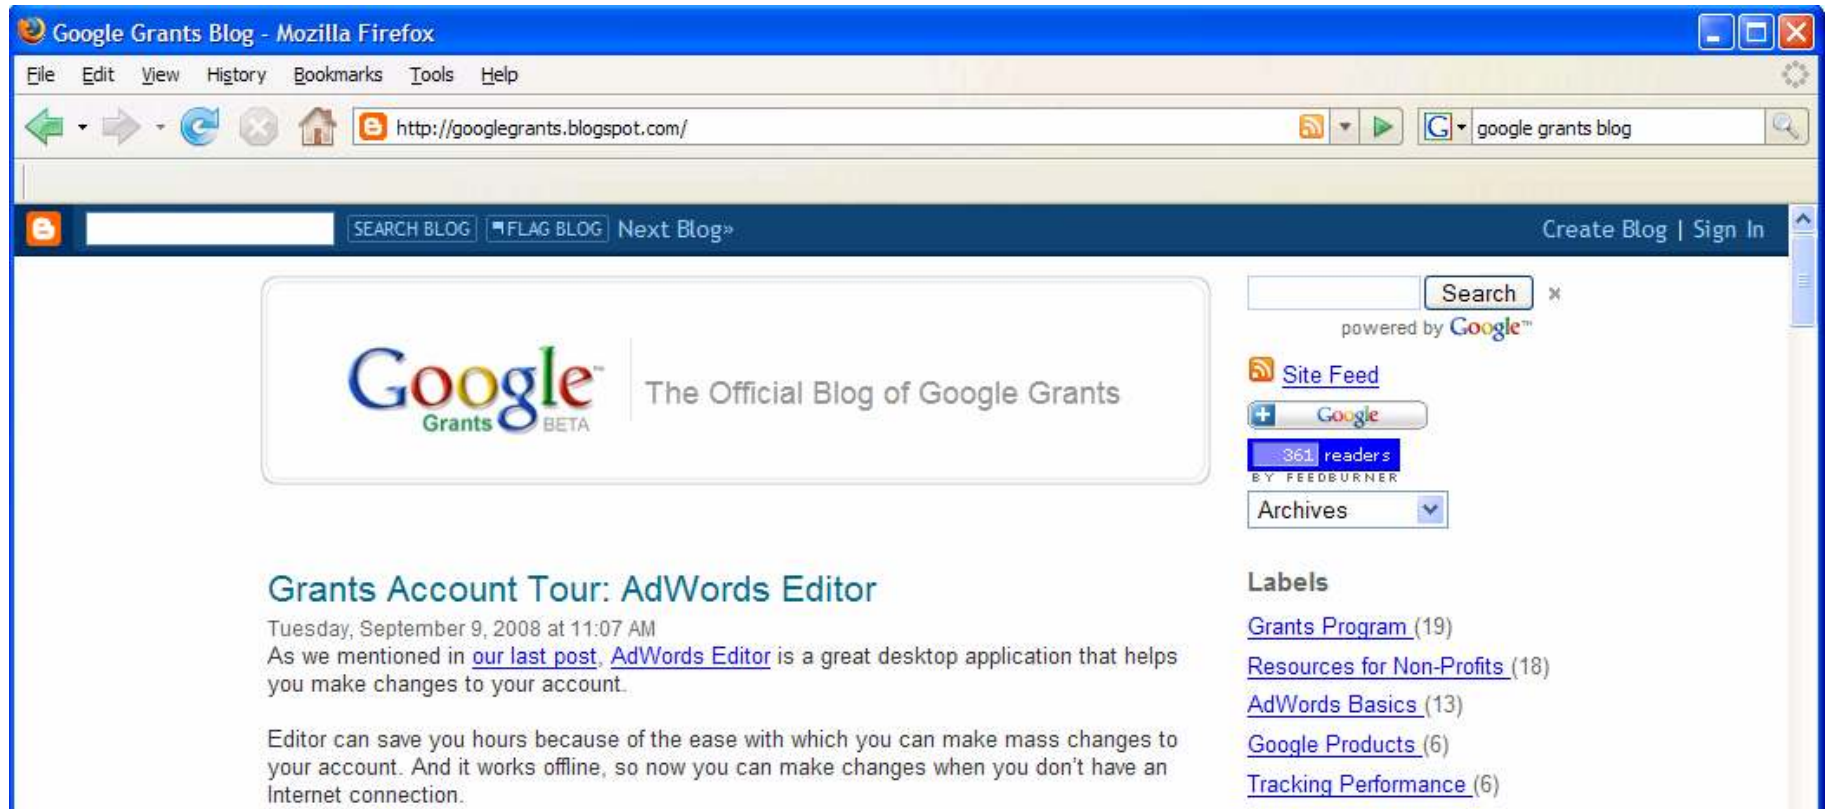 Google Grants Blog - Mozilla Firefox
File Edit View History Bookmarks Tools Help
http://googlegrants.blogspot.com/ G google grants blog
SEARCH BLOG FLAG BLOG Next Blog» Create Blog | Sign In
Google™ Grants BETA
The Official Blog of Google Grants
Search ×
powered by Google™
Site Feed
+ Google
361 readers
BY FEEDBURNER
Archives
Grants Account Tour: AdWords Editor
Tuesday, September 9, 2008 at 11:07 AM
As we mentioned in our last post, AdWords Editor is a great desktop application that helps
you make changes to your account.
Editor can save you hours because of the ease with which you can make mass changes to
your account. And it works offline, so now you can make changes when you don't have an
Internet connection.
Labels
Grants Program (19)
Resources for Non-Profits (18)
AdWords Basics (13)
Google Products (6)
Tracking Performance (6)